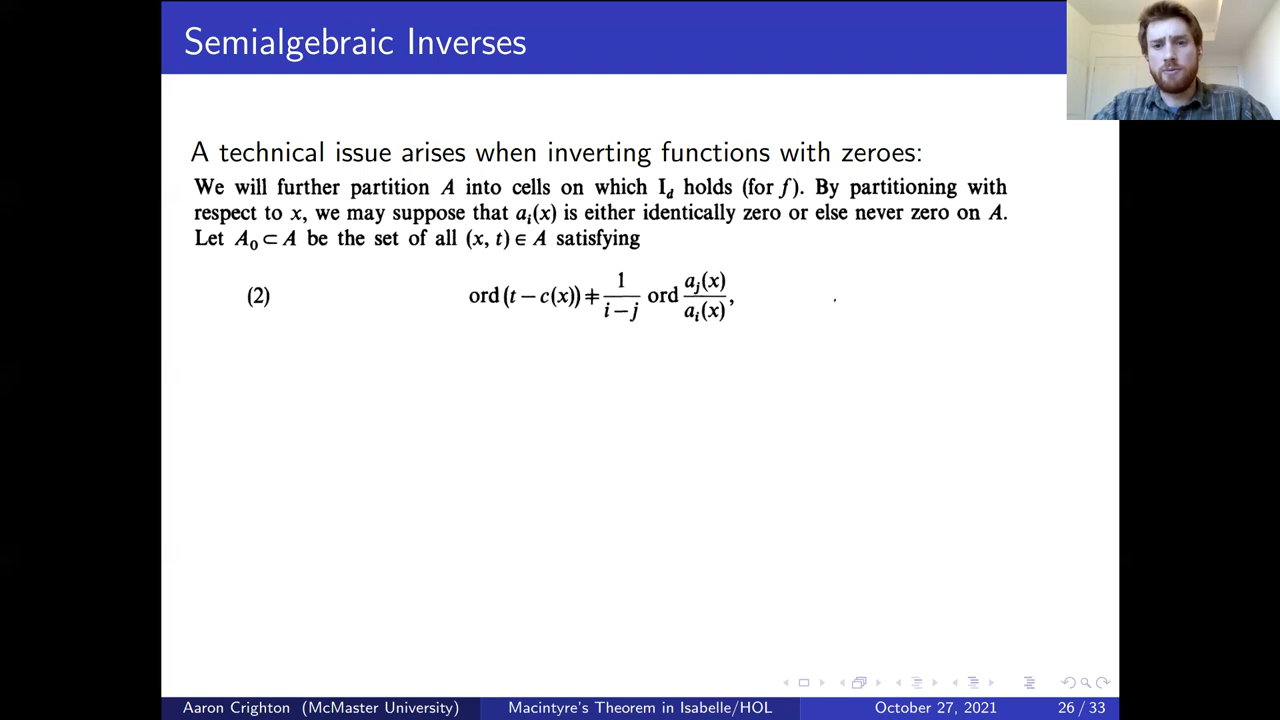 Semialgebraic Inverses
A technical issue arises when inverting functions with zeroes:
We will further partition A into cells on which I_d holds (for f). By partitioning with
respect to x, we may suppose that a_i(x) is either identically zero or else never zero on A.
Let A_0 ⊂ A be the set of all (x, t) ∈ A satisfying
(2) ord (t − c(x)) ≠ 1/(i − j) ord a_j(x)/a_i(x),
Aaron Crighton (McMaster University) Macintyre's Theorem in Isabelle/HOL October 27, 2021 26 / 33